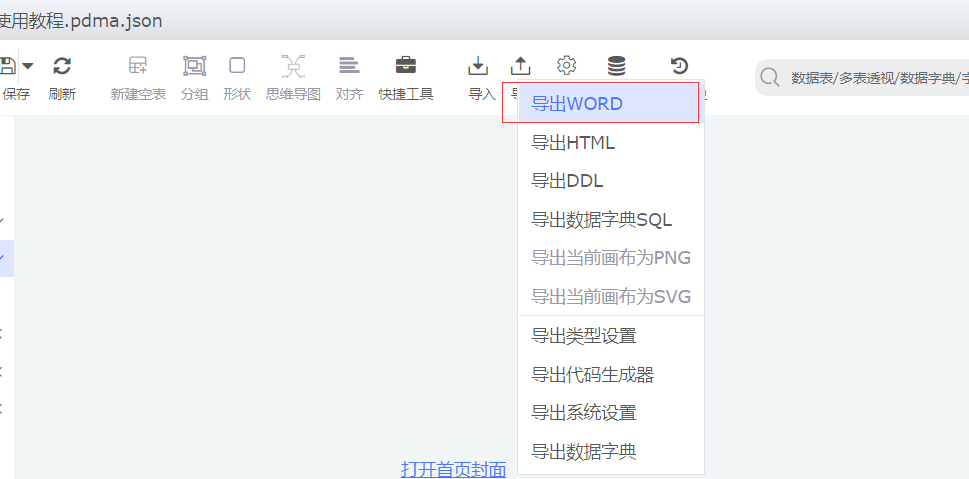 使用教程.pdma.json
保存 刷新 新建空表 分组 形状 思维导图 对齐 快捷工具 导入
数据表/多表透视/数据字典/
导出WORD
导出HTML
导出DDL
导出数据字典SQL
导出当前画布为PNG
导出当前画布为SVG
导出类型设置
导出代码生成器
导出系统设置
导出数据字典
打开首页封面